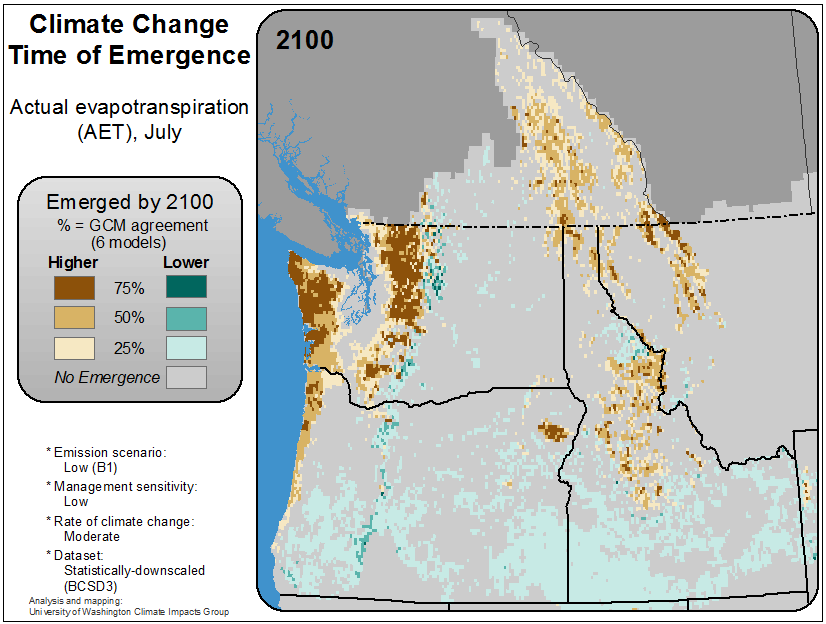 Climate Change
Time of Emergence
Actual evapotranspiration
(AET), July
Emerged by 2100
% = GCM agreement
(6 models)
Higher Lower
75%
50%
25%
No Emergence
* Emission scenario:
Low (B1)
* Management sensitivity:
Low
* Rate of climate change:
Moderate
* Dataset:
Statistically-downscaled
(BCSD3)
Analysis and mapping:
University of Washington Climate Impacts Group
2100